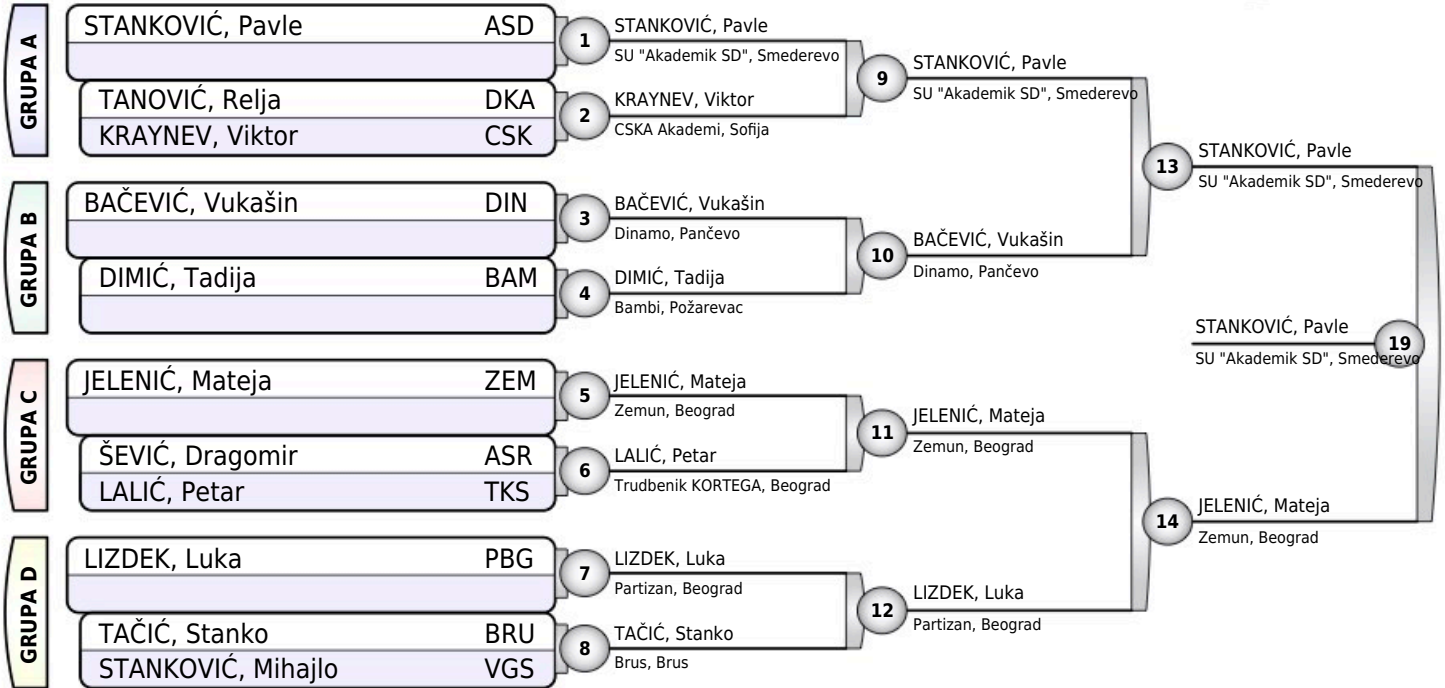 GRUPA A
STANKOVIĆ, Pavle ASD
TANOVIĆ, Relja DKA
KRAYNEV, Viktor CSK
GRUPA B
BAČEVIĆ, Vukašin DIN
DIMIĆ, Tadija BAM
GRUPA C
JELENIĆ, Mateja ZEM
ŠEVIĆ, Dragomir ASR
LALIĆ, Petar TKS
GRUPA D
LIZDEK, Luka PBG
TAČIĆ, Stanko BRU
STANKOVIĆ, Mihajlo VGS
1 STANKOVIĆ, Pavle
SU "Akademik SD", Smederevo
2 KRAYNEV, Viktor
CSKA Akademi, Sofija
3 BAČEVIĆ, Vukašin
Dinamo, Pančevo
4 DIMIĆ, Tadija
Bambi, Požarevac
5 JELENIĆ, Mateja
Zemun, Beograd
6 LALIĆ, Petar
Trudbenik KORTEGA, Beograd
7 LIZDEK, Luka
Partizan, Beograd
8 TAČIĆ, Stanko
Brus, Brus
9 STANKOVIĆ, Pavle
SU "Akademik SD", Smederevo
10 BAČEVIĆ, Vukašin
Dinamo, Pančevo
11 JELENIĆ, Mateja
Zemun, Beograd
12 LIZDEK, Luka
Partizan, Beograd
13 STANKOVIĆ, Pavle
SU "Akademik SD", Smederevo
14 JELENIĆ, Mateja
Zemun, Beograd
STANKOVIĆ, Pavle 19
SU "Akademik SD", Smederevo